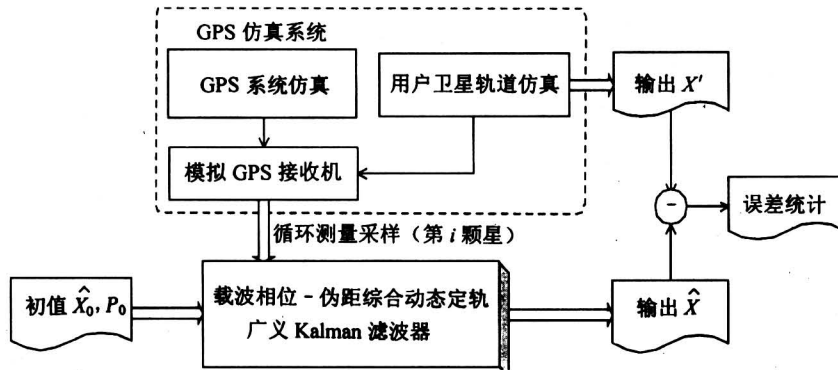 GPS 仿真系统
GPS 系统仿真
用户卫星轨道仿真
输出 X′
模拟 GPS 接收机
-
误差统计
循环测量采样（第 i 颗星）
初值 X̂₀, P₀
载波相位 - 伪距综合动态定轨
广义 Kalman 滤波器
输出 X̂